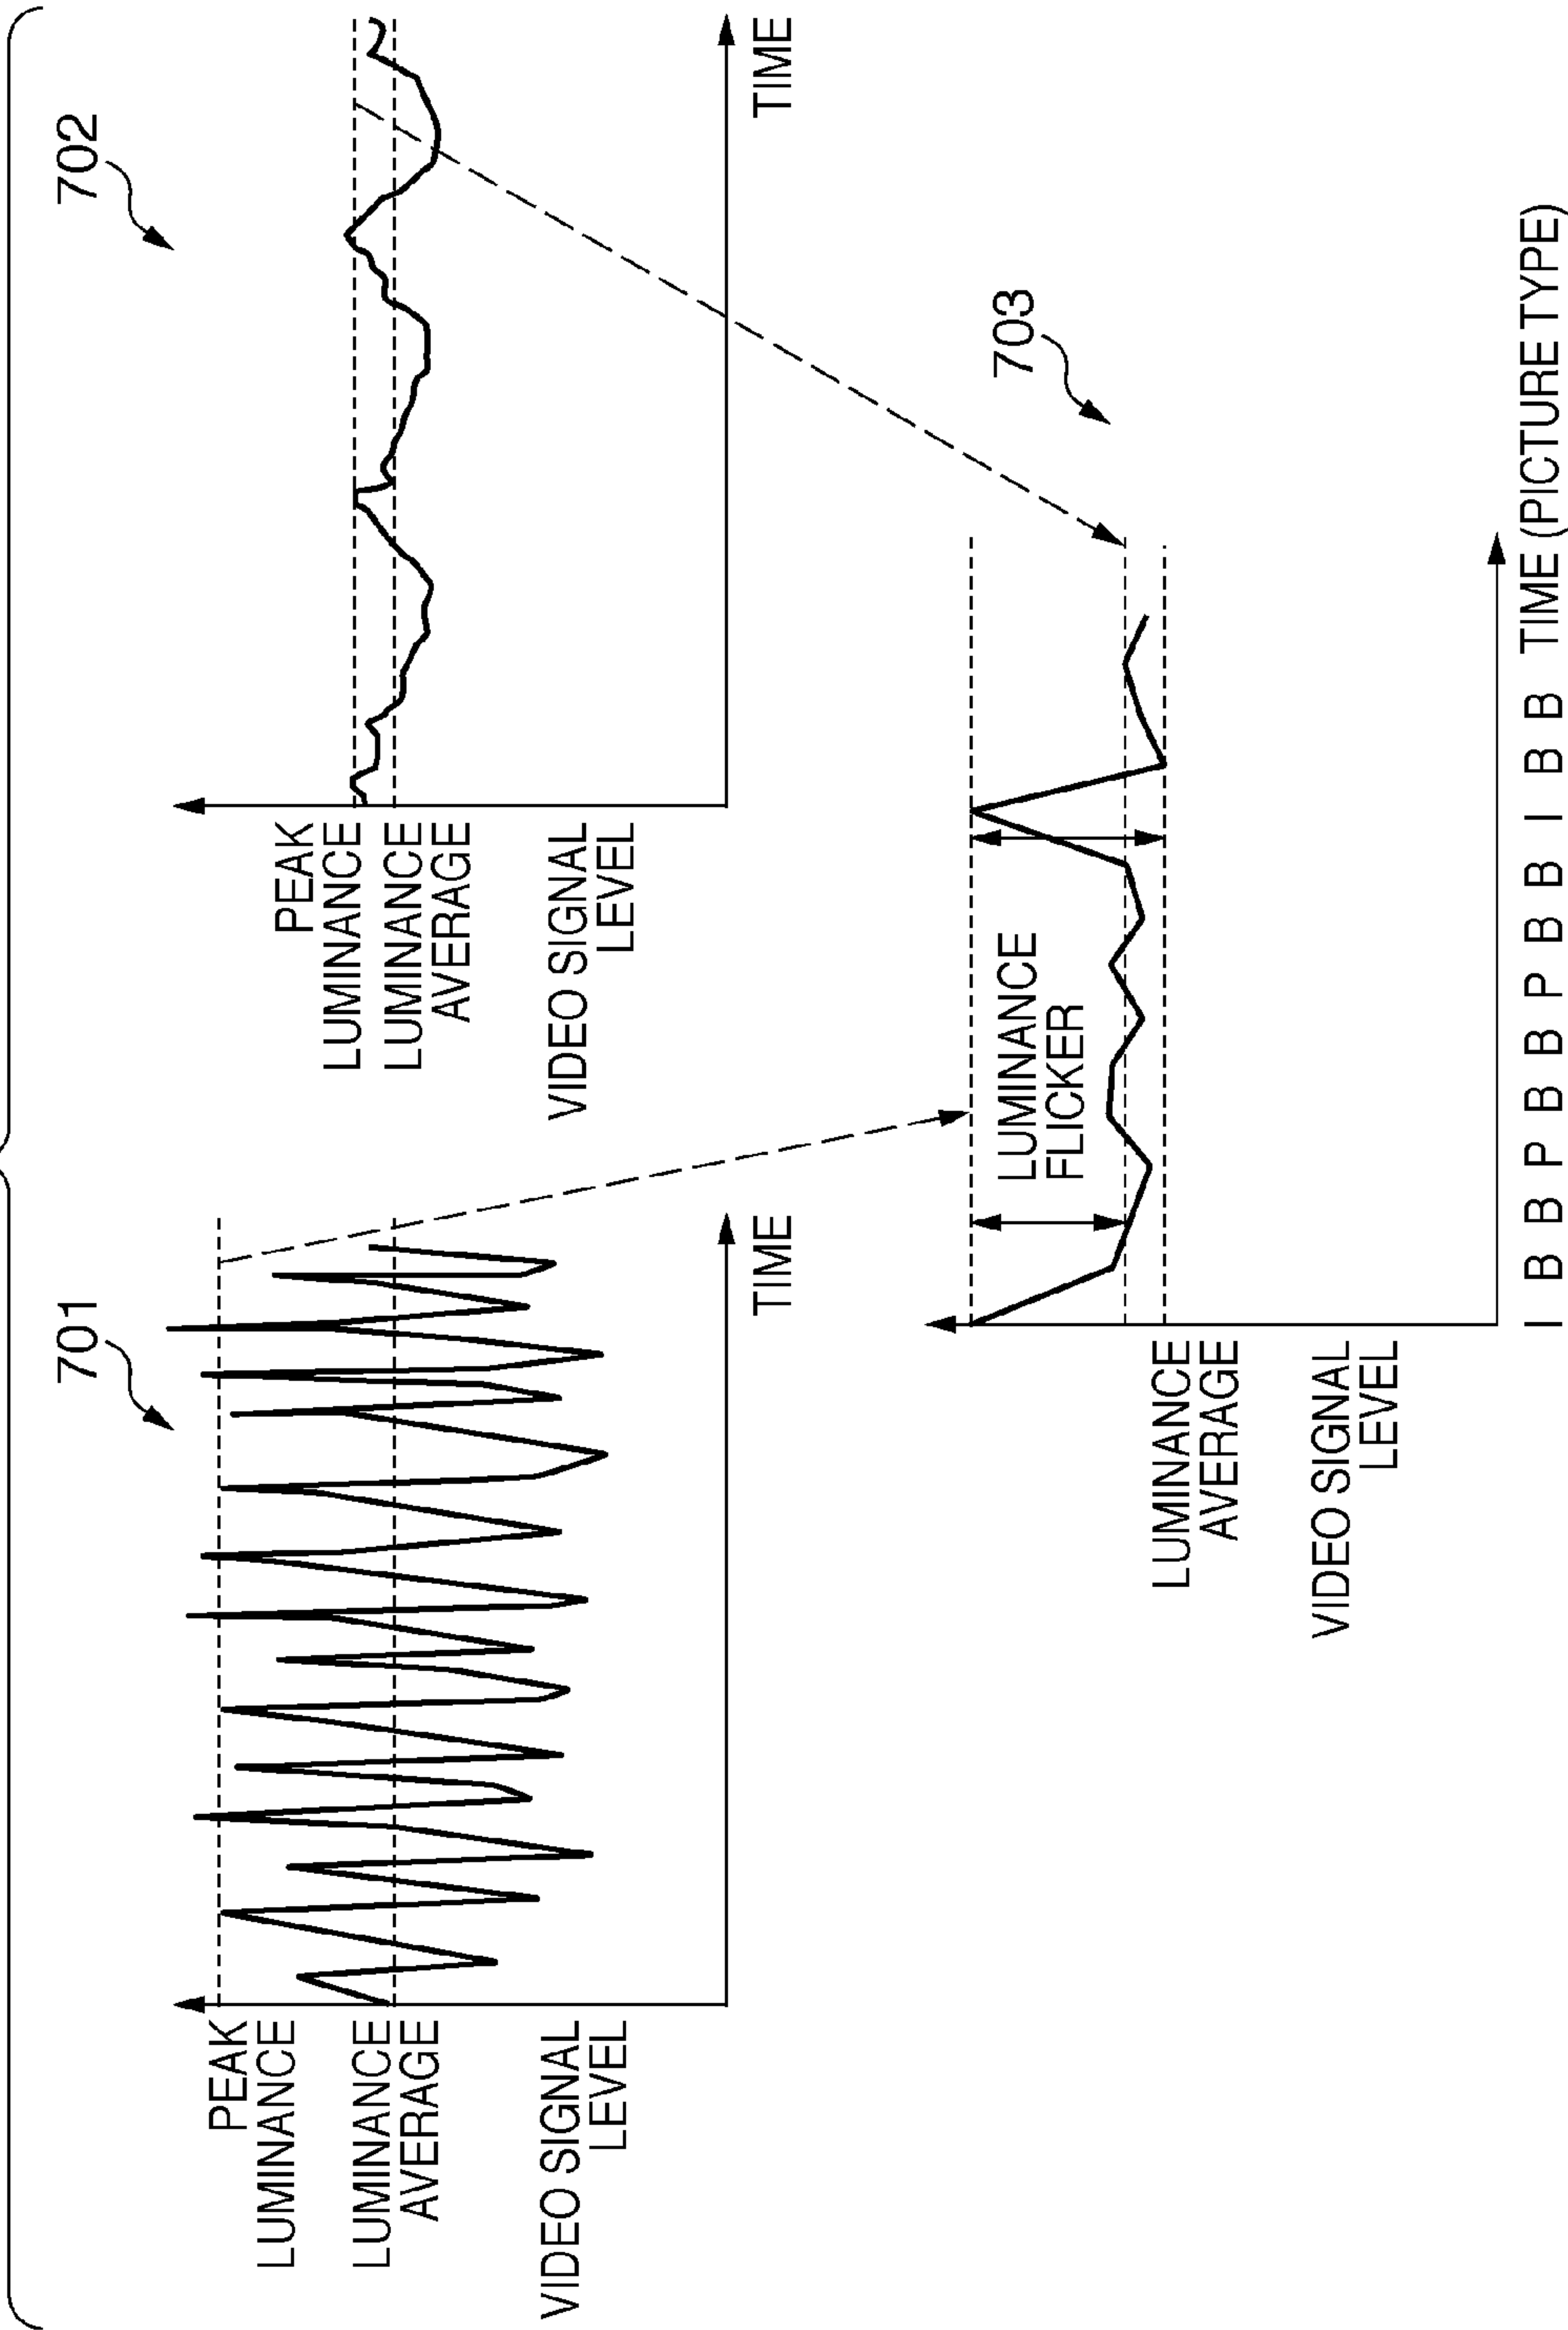 701
PEAK
LUMINANCE
LUMINANCE
AVERAGE
VIDEO SIGNAL
LEVEL
TIME
702
PEAK
LUMINANCE
LUMINANCE
AVERAGE
VIDEO SIGNAL
LEVEL
TIME
703
LUMINANCE
FLICKER
LUMINANCE
AVERAGE
VIDEO SIGNAL
LEVEL
I B B P B B P B B I B B TIME (PICTURE TYPE)